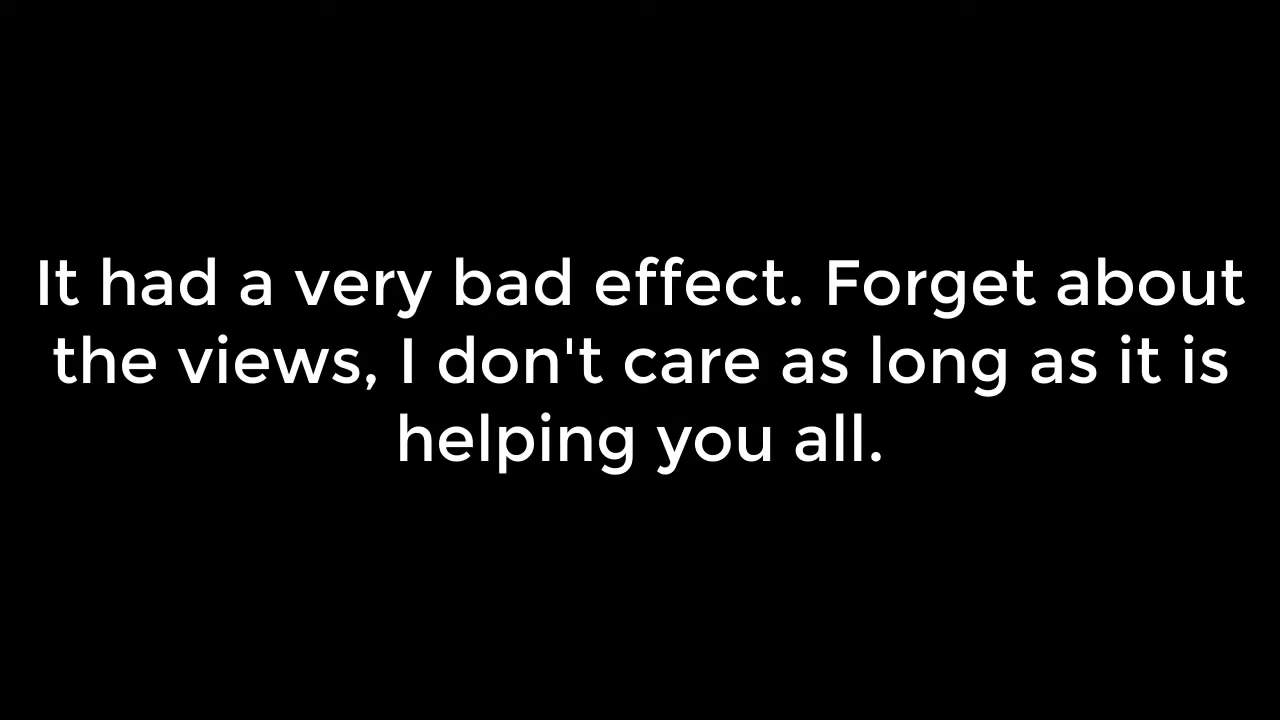 It had a very bad effect. Forget about
the views, I don't care as long as it is
helping you all.